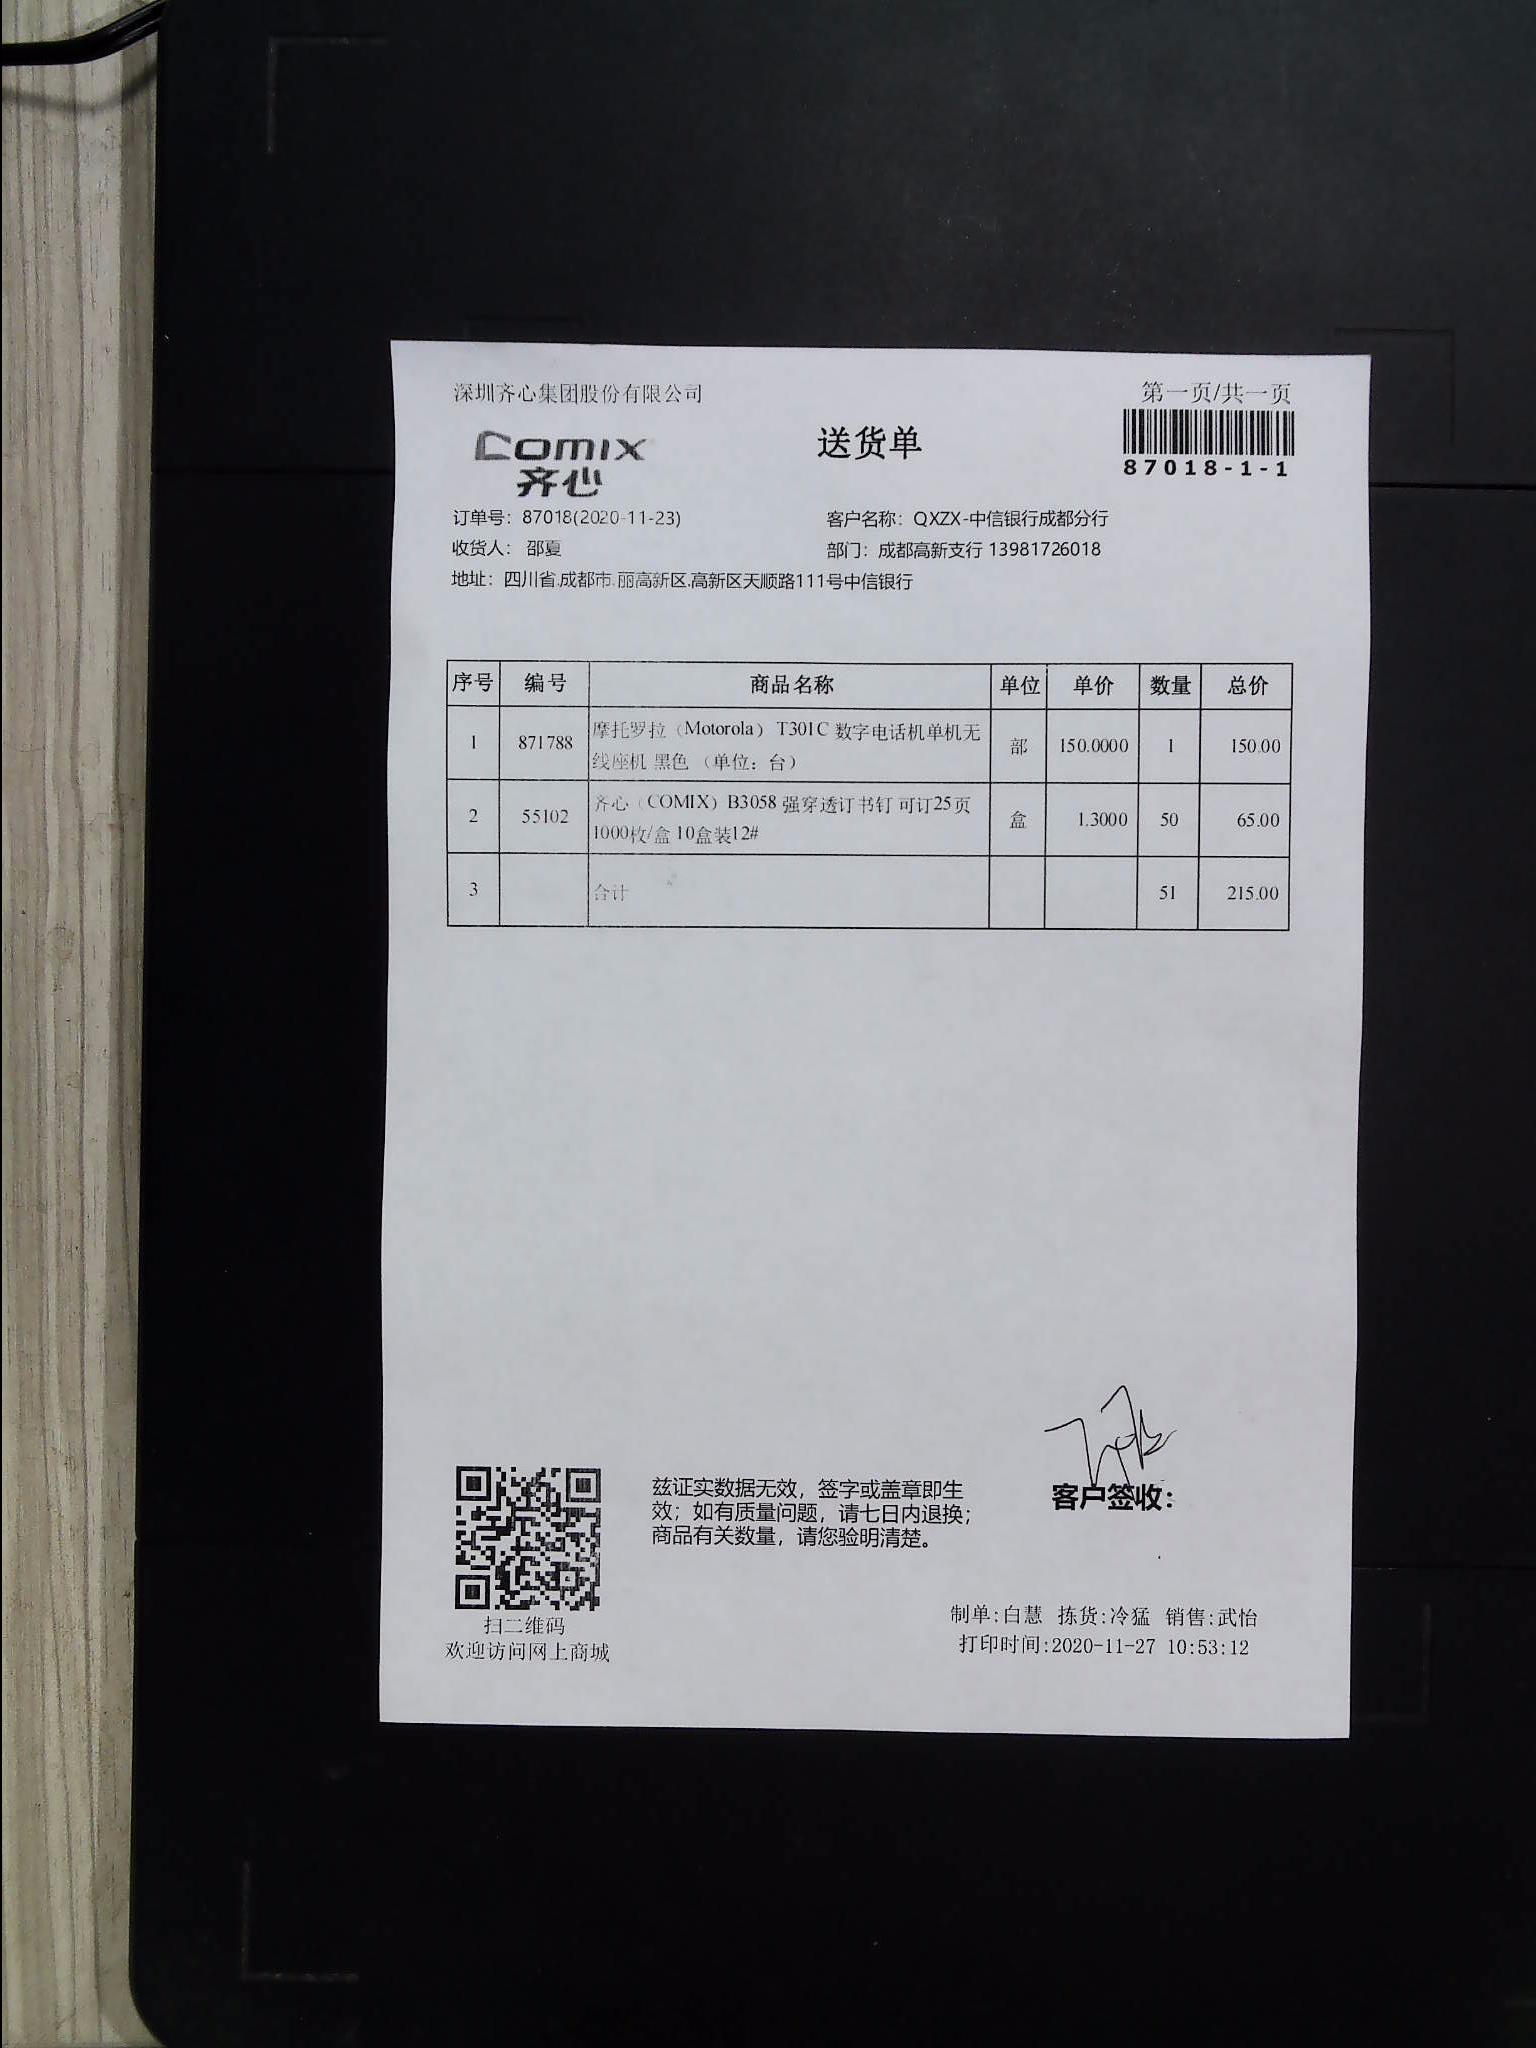 深圳齐心集团股份有限公司
第一页/共一页
COMIX
齐心
送货单
87018-1-1
订单号：87018(2020-11-23)
客户名称：QXZX-中信银行成都分行
收货人：邵夏
部门：成都高新支行 13981726018
地址：四川省.成都市.丽高新区.高新区天顺路111号中信银行
序号 编号 商品名称 单位 单价 数量 总价
1 871788 摩托罗拉（Motorola）T301C 数字电话机单机无线座机 黑色 （单位：台） 部 150.0000 1 150.00
2 55102 齐心（COMIX）B3058 强穿透订书钉 可订25页 1000枚/盒 10盒装12# 盒 1.3000 50 65.00
3 合计 51 215.00
兹证实数据无效，签字或盖章即生
效；如有质量问题，请七日内退换；
商品有关数量，请您验明清楚。
客户签收：
扫二维码
欢迎访问网上商城
制单:白慧 拣货:冷猛 销售:武怡
打印时间:2020-11-27 10:53:12